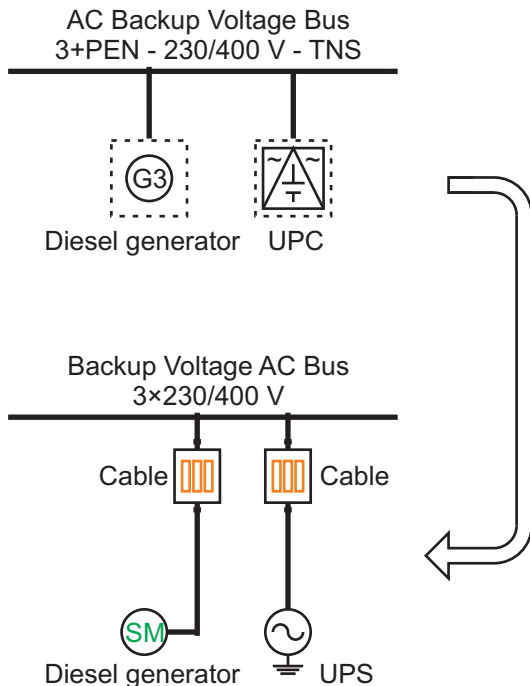 AC Backup Voltage Bus
3+PEN - 230/400 V - TNS
G3
~ ~
Diesel generator UPC
Backup Voltage AC Bus
3×230/400 V
Cable Cable
SM
Diesel generator UPS